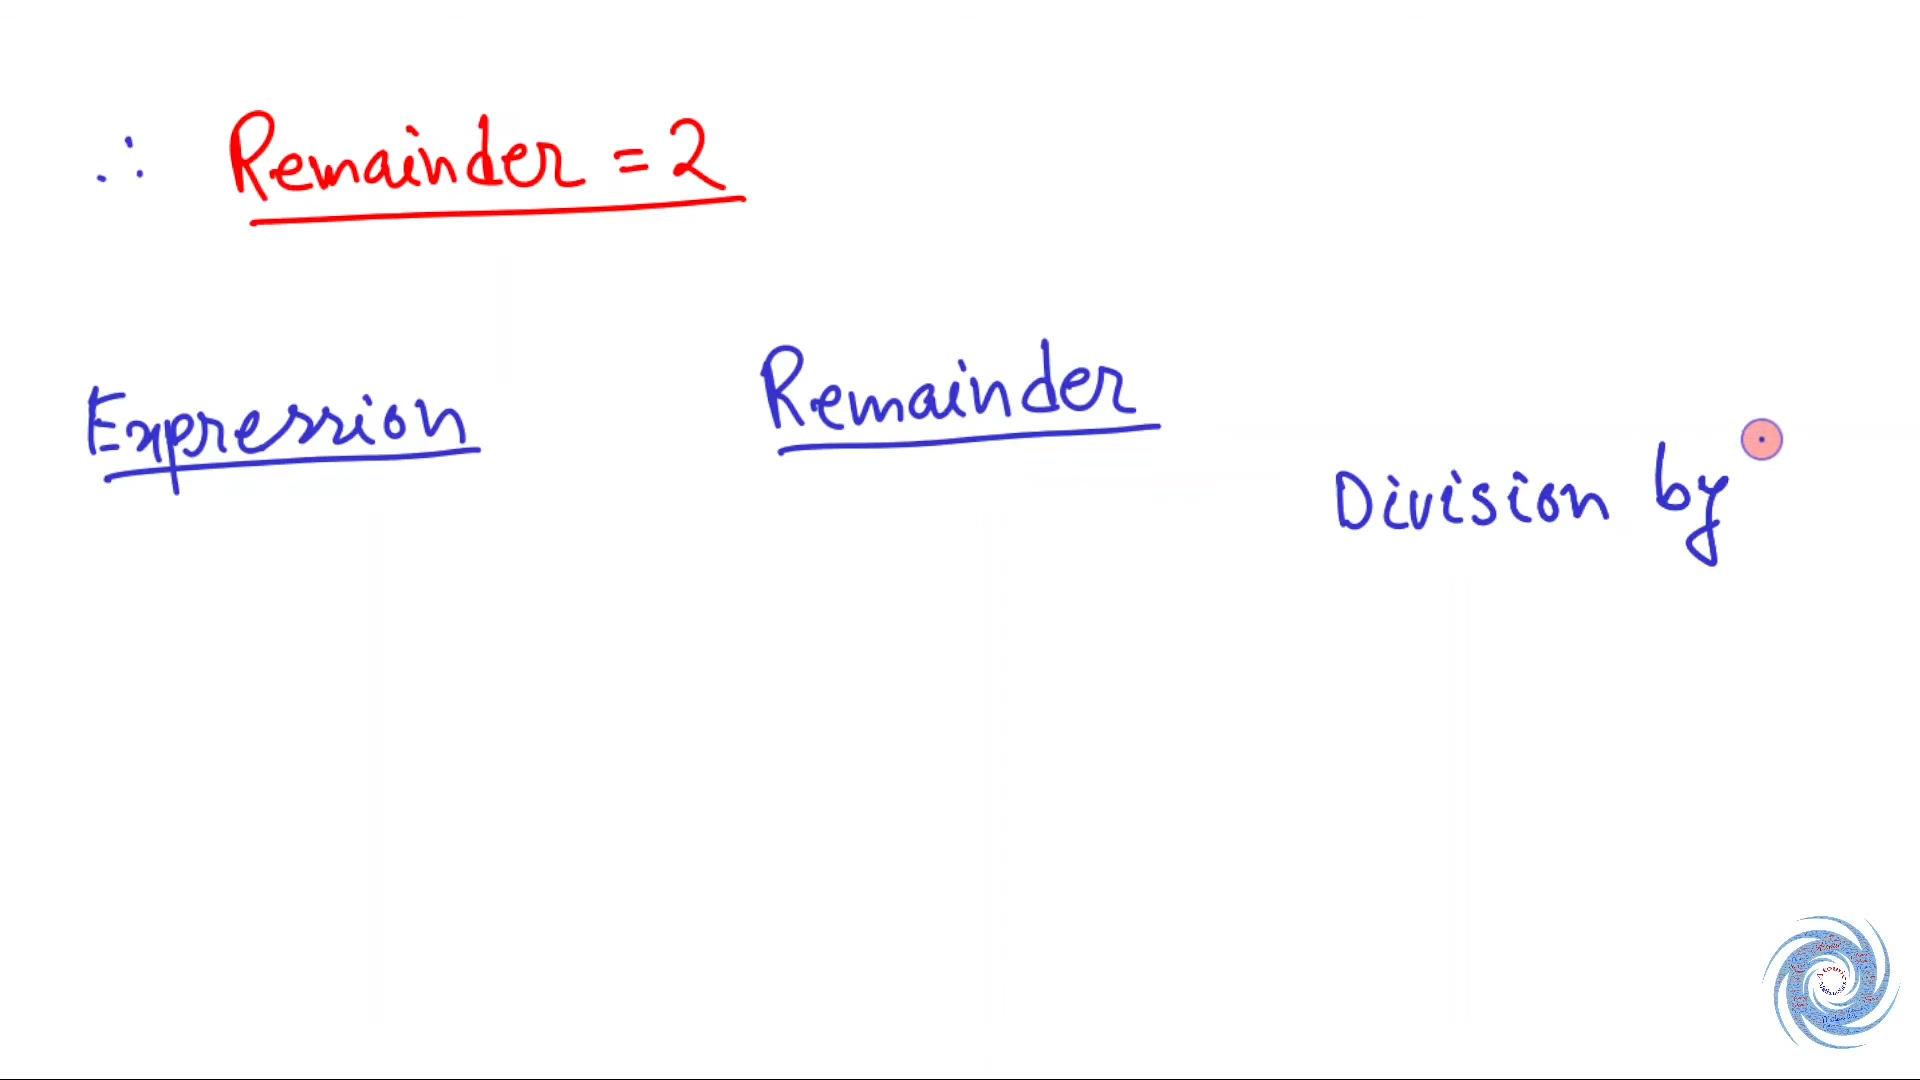 ∴ Remainder = 2
Expression Remainder
Division by